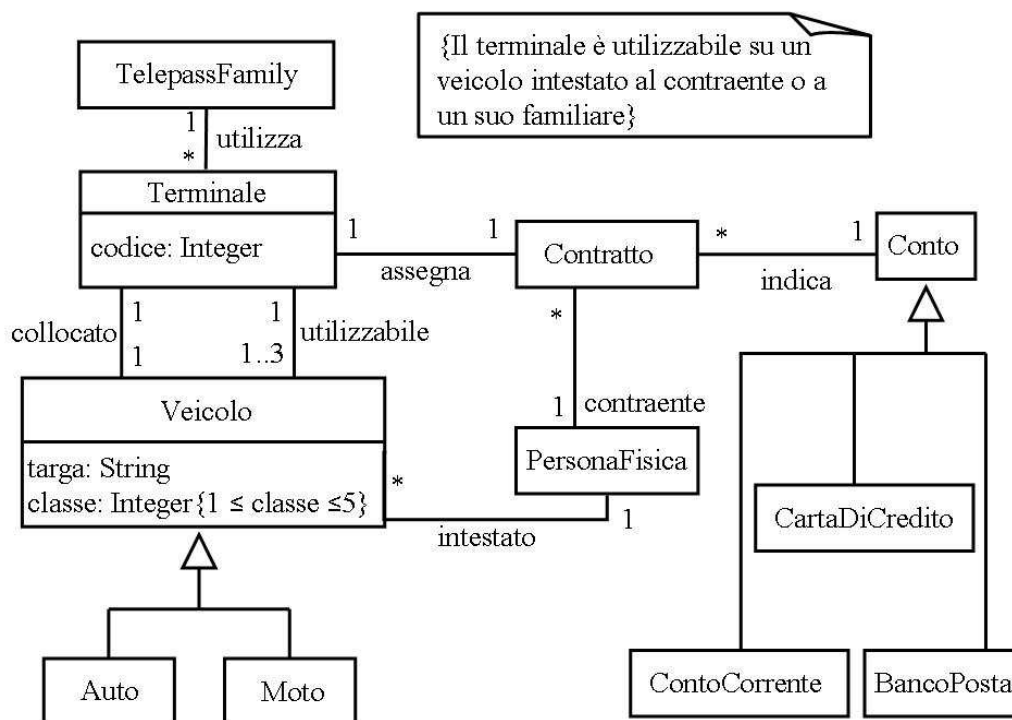 TelepassFamily
{Il terminale è utilizzabile su un
veicolo intestato al contraente o a
un suo familiare}
1
utilizza
*
Terminale
codice: Integer
1
1
assegna
Contratto
*
1
indica
Conto
collocato
1
1
1
utilizzabile
1..3
*
1
contraente
Veicolo
targa: String
classe: Integer{1 ≤ classe ≤5}
*
intestato
1
PersonaFisica
CartaDiCredito
Auto
Moto
ContoCorrente
BancoPosta